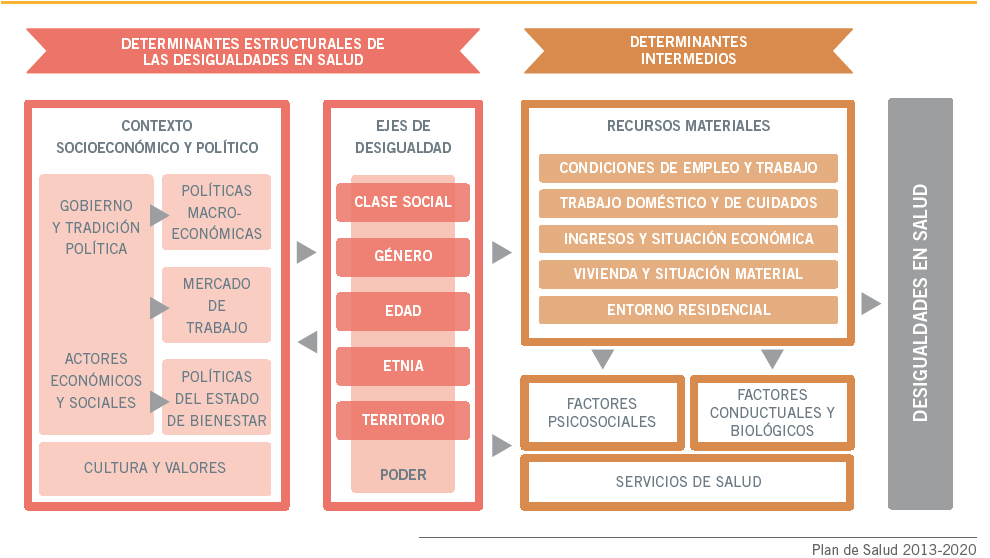 DETERMINANTES ESTRUCTURALES DE
LAS DESIGUALDADES EN SALUD
DETERMINANTES
INTERMEDIOS
CONTEXTO
SOCIOECONÓMICO Y POLÍTICO
GOBIERNO
Y TRADICIÓN
POLÍTICA
ACTORES
ECONÓMICOS
Y SOCIALES
POLÍTICAS
MACRO-
ECONÓMICAS
MERCADO
DE
TRABAJO
POLÍTICAS
DEL ESTADO
DE BIENESTAR
CULTURA Y VALORES
EJES DE
DESIGUALDAD
CLASE SOCIAL
GÉNERO
EDAD
ETNIA
TERRITORIO
PODER
RECURSOS MATERIALES
CONDICIONES DE EMPLEO Y TRABAJO
TRABAJO DOMÉSTICO Y DE CUIDADOS
INGRESOS Y SITUACIÓN ECONÓMICA
VIVIENDA Y SITUACIÓN MATERIAL
ENTORNO RESIDENCIAL
FACTORES
PSICOSOCIALES
FACTORES
CONDUCTUALES Y
BIOLÓGICOS
SERVICIOS DE SALUD
DESIGUALDADES EN SALUD
Plan de Salud 2013-2020